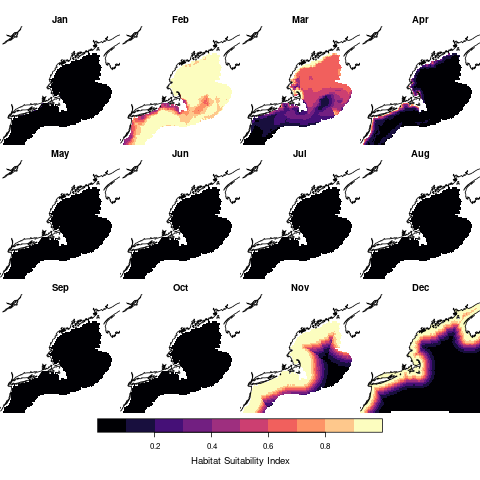 Jan Feb Mar Apr
May Jun Jul Aug
Sep Oct Nov Dec
0.2 0.4 0.6 0.8
Habitat Suitability Index